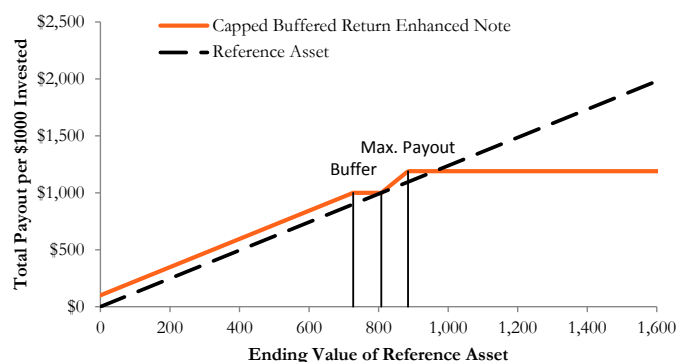 $2,500
$2,000
$1,500
$1,000
$500
$0
Total Payout per $1000 Invested
Capped Buffered Return Enhanced Note
Reference Asset
Max. Payout
Buffer
0 200 400 600 800 1,000 1,200 1,400 1,600
Ending Value of Reference Asset